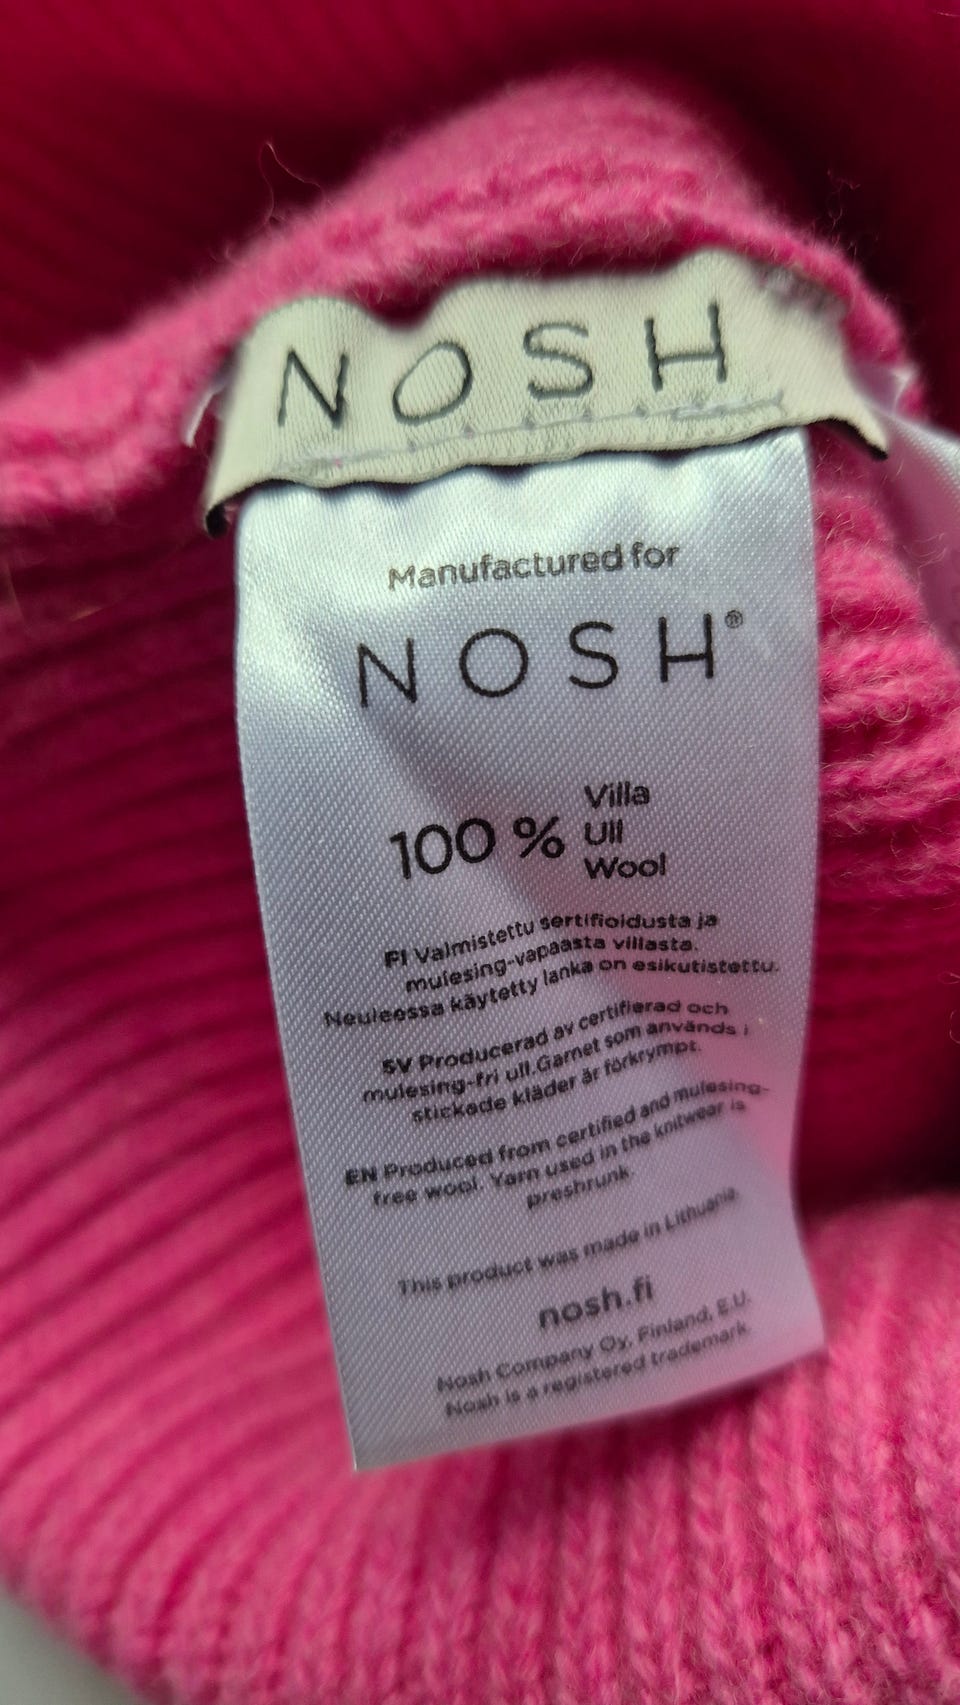 NOSH
Manufactured for
NOSH®
100 %
Villa
Ull
Wool
FI Valmistettu sertifioidusta ja
mulesing-vapaasta villasta.
Neuleessa käytetty lanka on esikutistettu.
SV Producerad av certifierad och
mulesing-fri ull.Garnet som används i
stickade kläder är förkrympt.
EN Produced from certified and mulesing-
free wool. Yarn used in the knitwear is
preshrunk.
This product was made in Lithuania.
nosh.fi
Nosh Company Oy, Finland, E.U.
Nosh is a registered trademark.